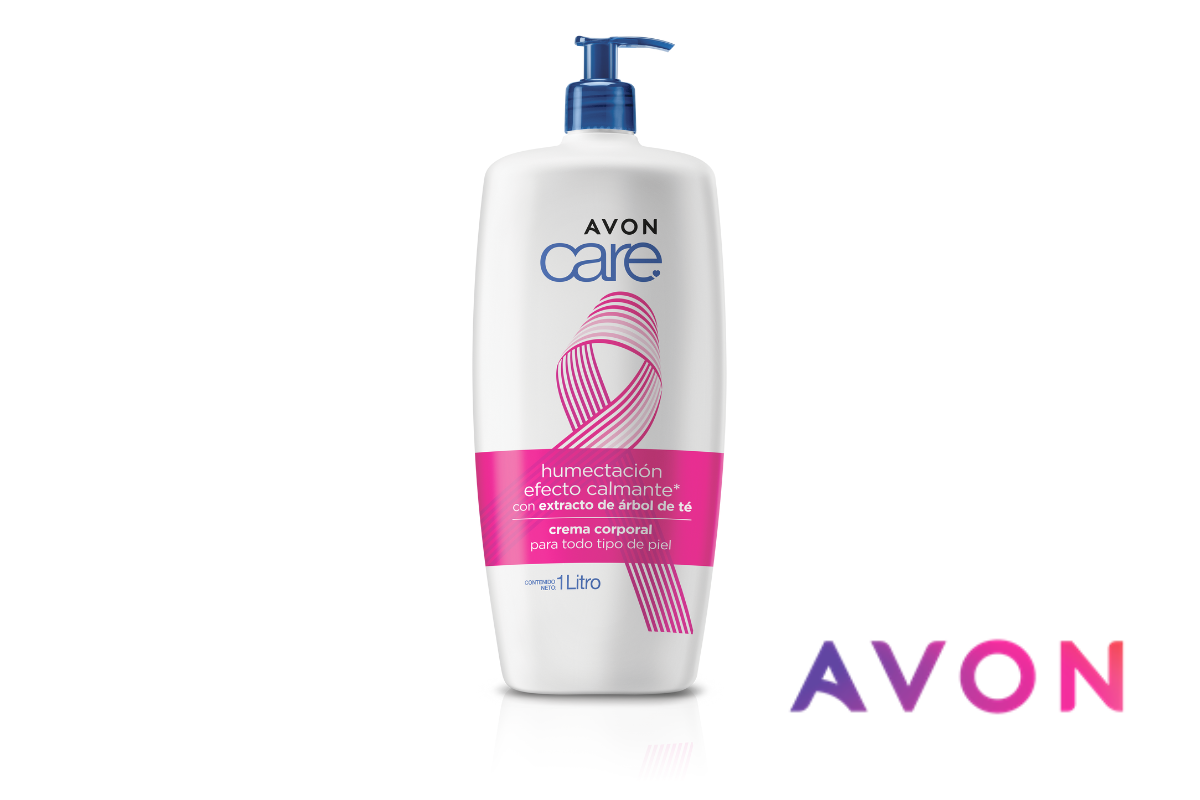 AVON
care
humectación
efecto calmante*
con extracto de árbol de té
crema corporal
para todo tipo de piel
CONTENIDO
NETO: 1 Litro
AVON